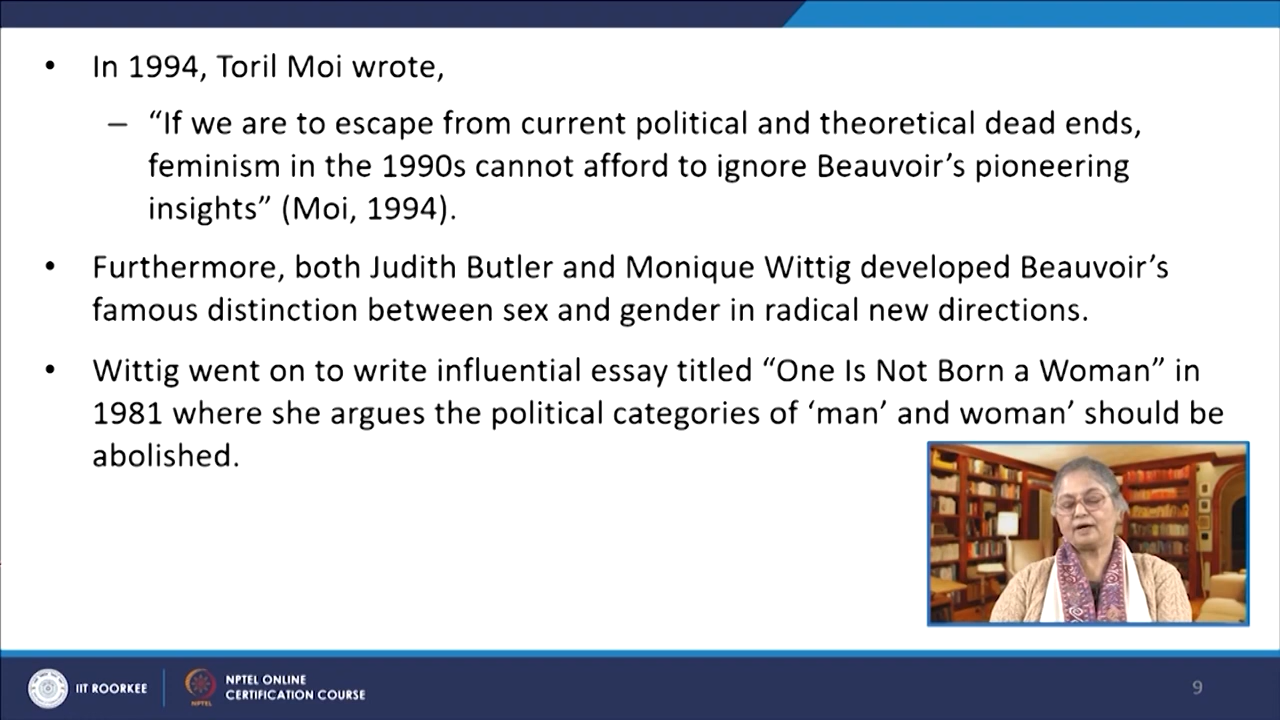 • In 1994, Toril Moi wrote,
– “If we are to escape from current political and theoretical dead ends,
feminism in the 1990s cannot afford to ignore Beauvoir’s pioneering
insights” (Moi, 1994).
• Furthermore, both Judith Butler and Monique Wittig developed Beauvoir’s
famous distinction between sex and gender in radical new directions.
• Wittig went on to write influential essay titled “One Is Not Born a Woman” in
1981 where she argues the political categories of ‘man’ and woman’ should be
abolished.
IIT ROORKEE
NPTEL
NPTEL ONLINE
CERTIFICATION COURSE
9